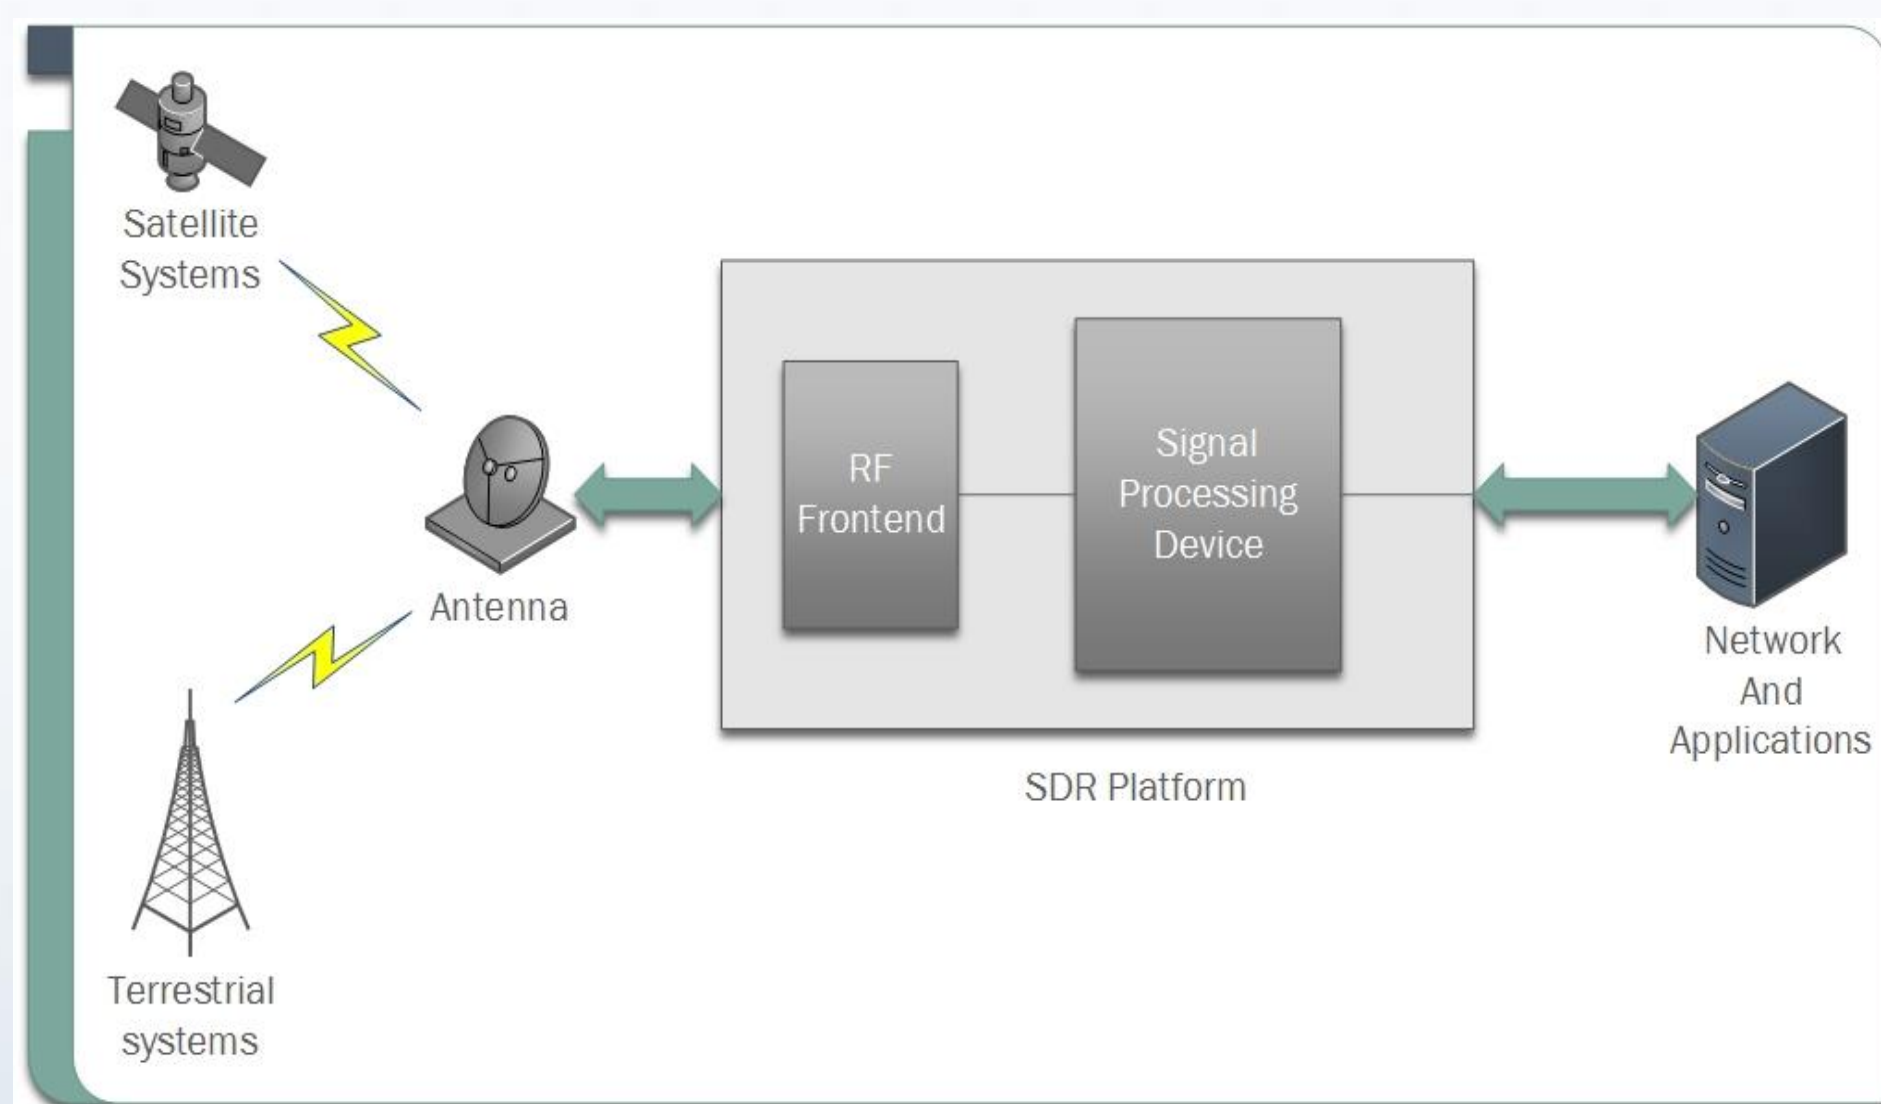 Satellite
Systems
Antenna
Terrestrial
systems
RF
Frontend
Signal
Processing
Device
SDR Platform
Network
And
Applications